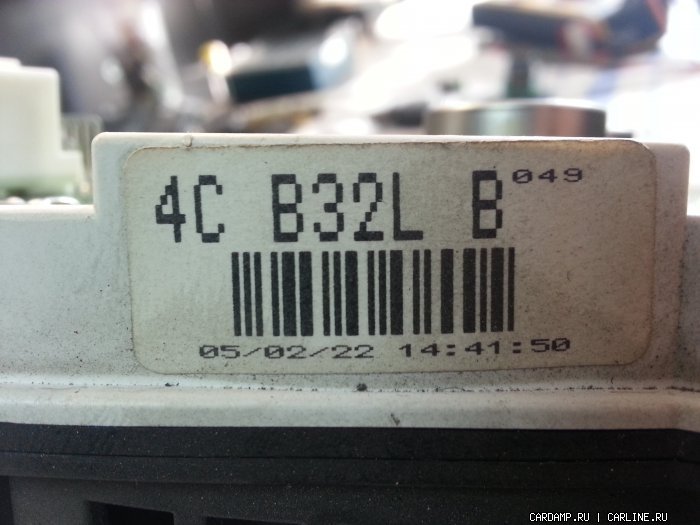 4C B32L B 049
05/02/22 14:41:50
CARDAMP.RU | CARLINE.RU